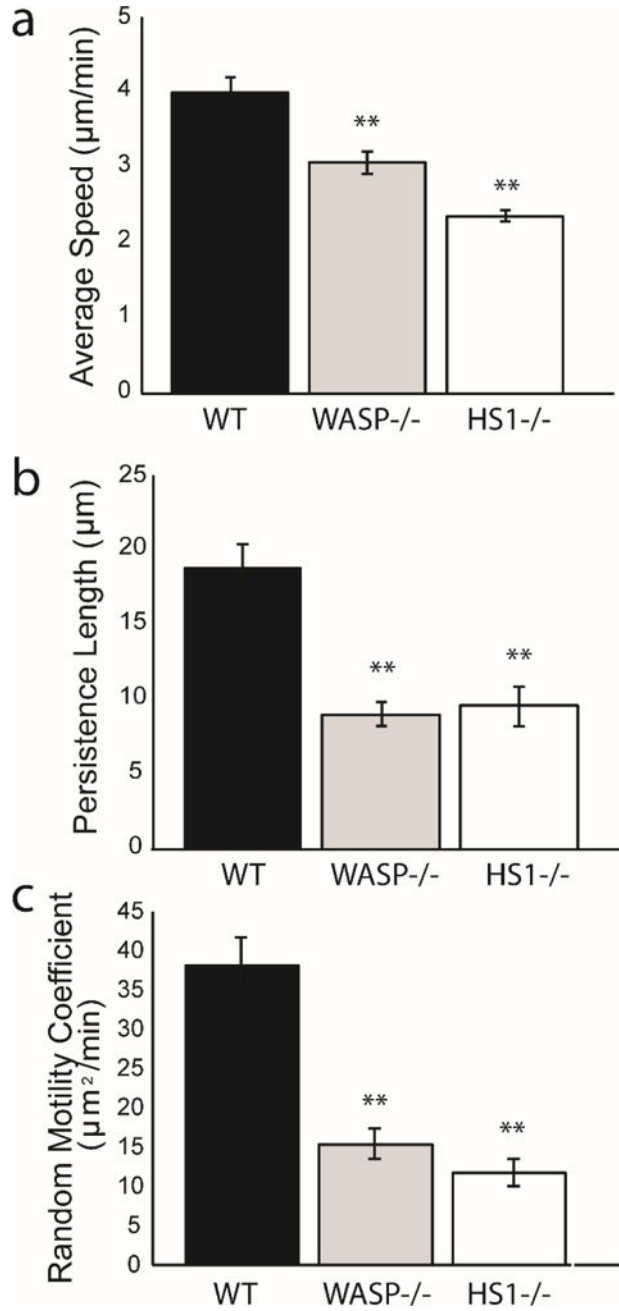 a
Average Speed (µm/min)
5
4
3
2
1
0
**
**
WT WASP-/- HS1-/-
b
Persistence Length (µm)
25
20
15
10
5
0
**
**
WT WASP-/- HS1-/-
c
Random Motility Coefficient
(µm²/min)
45
40
35
30
25
20
15
10
5
0
**
**
WT WASP-/- HS1-/-